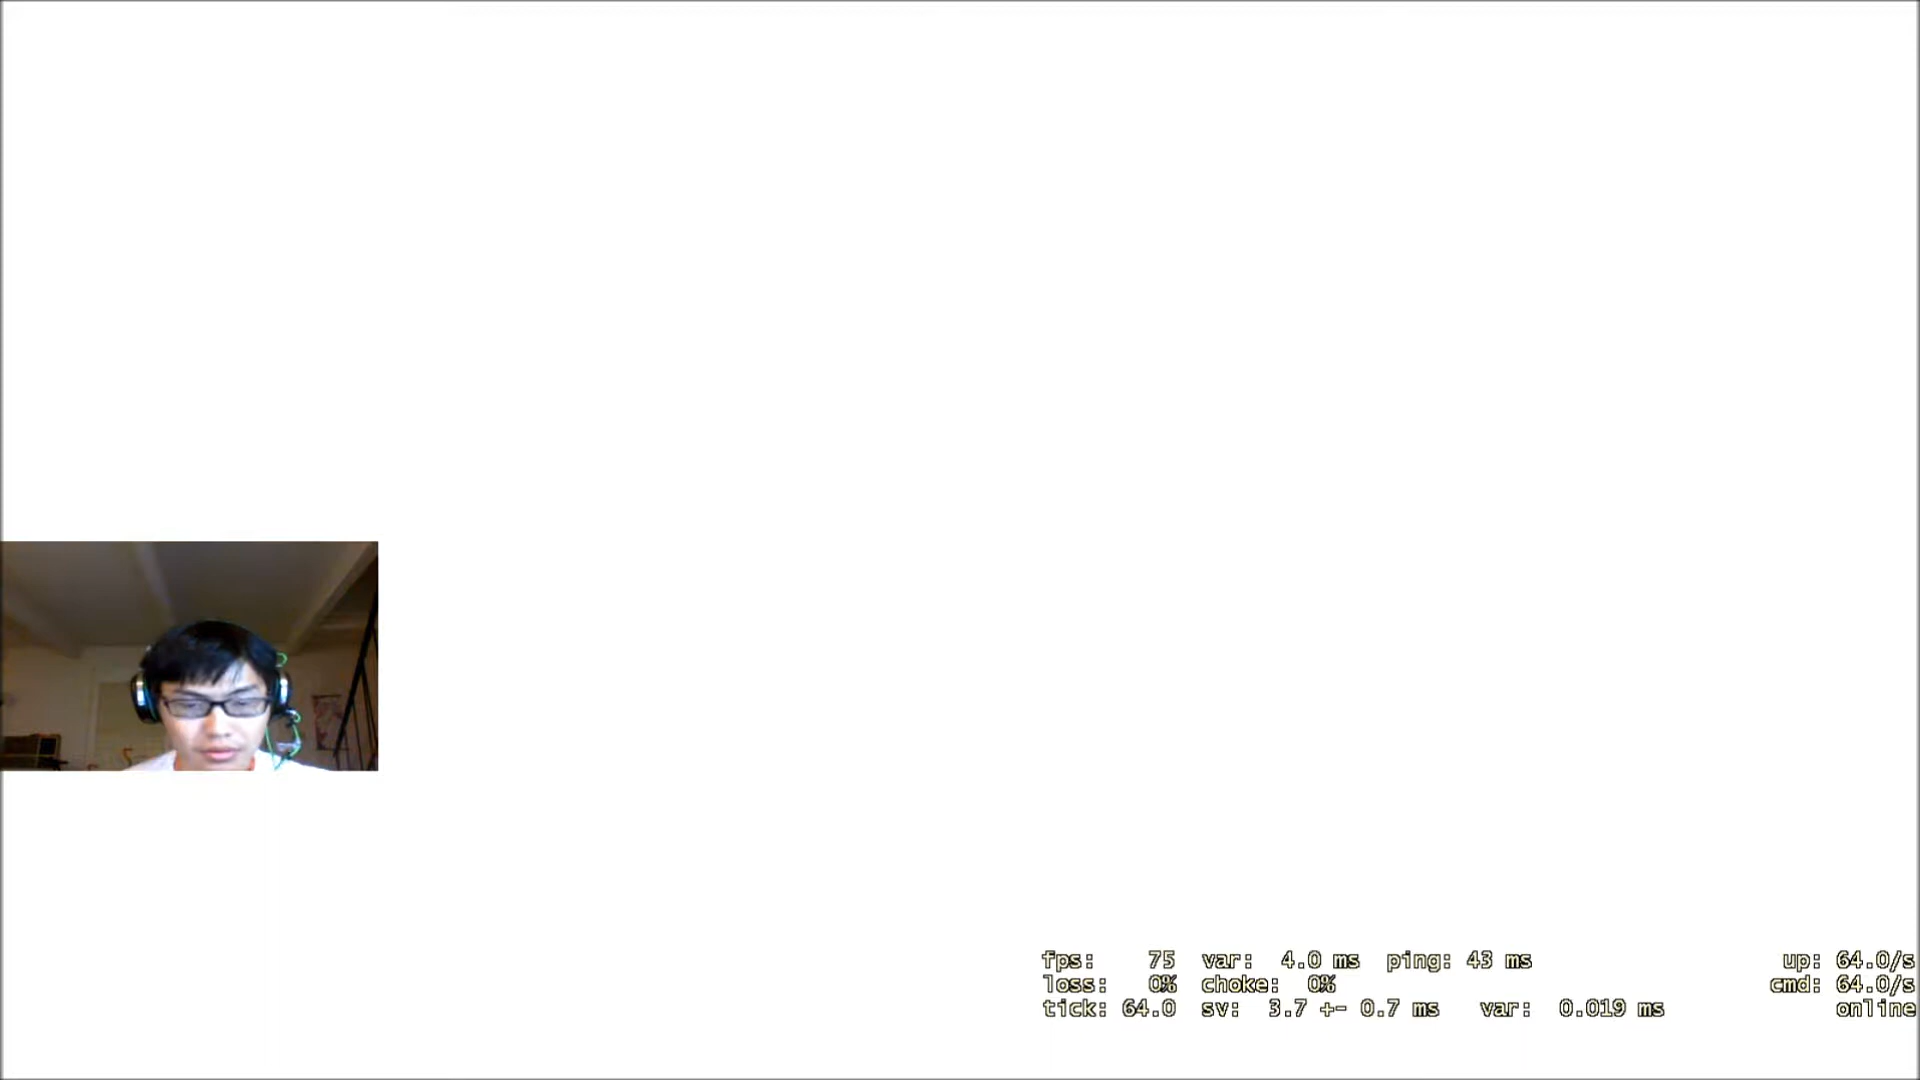 fps: 75 var: 4.0 ms ping: 43 ms up: 64.0/s
loss: 0% choke: 0% cmd: 64.0/s
tick: 64.0 sv: 3.7 +- 0.7 ms var: 0.019 ms online